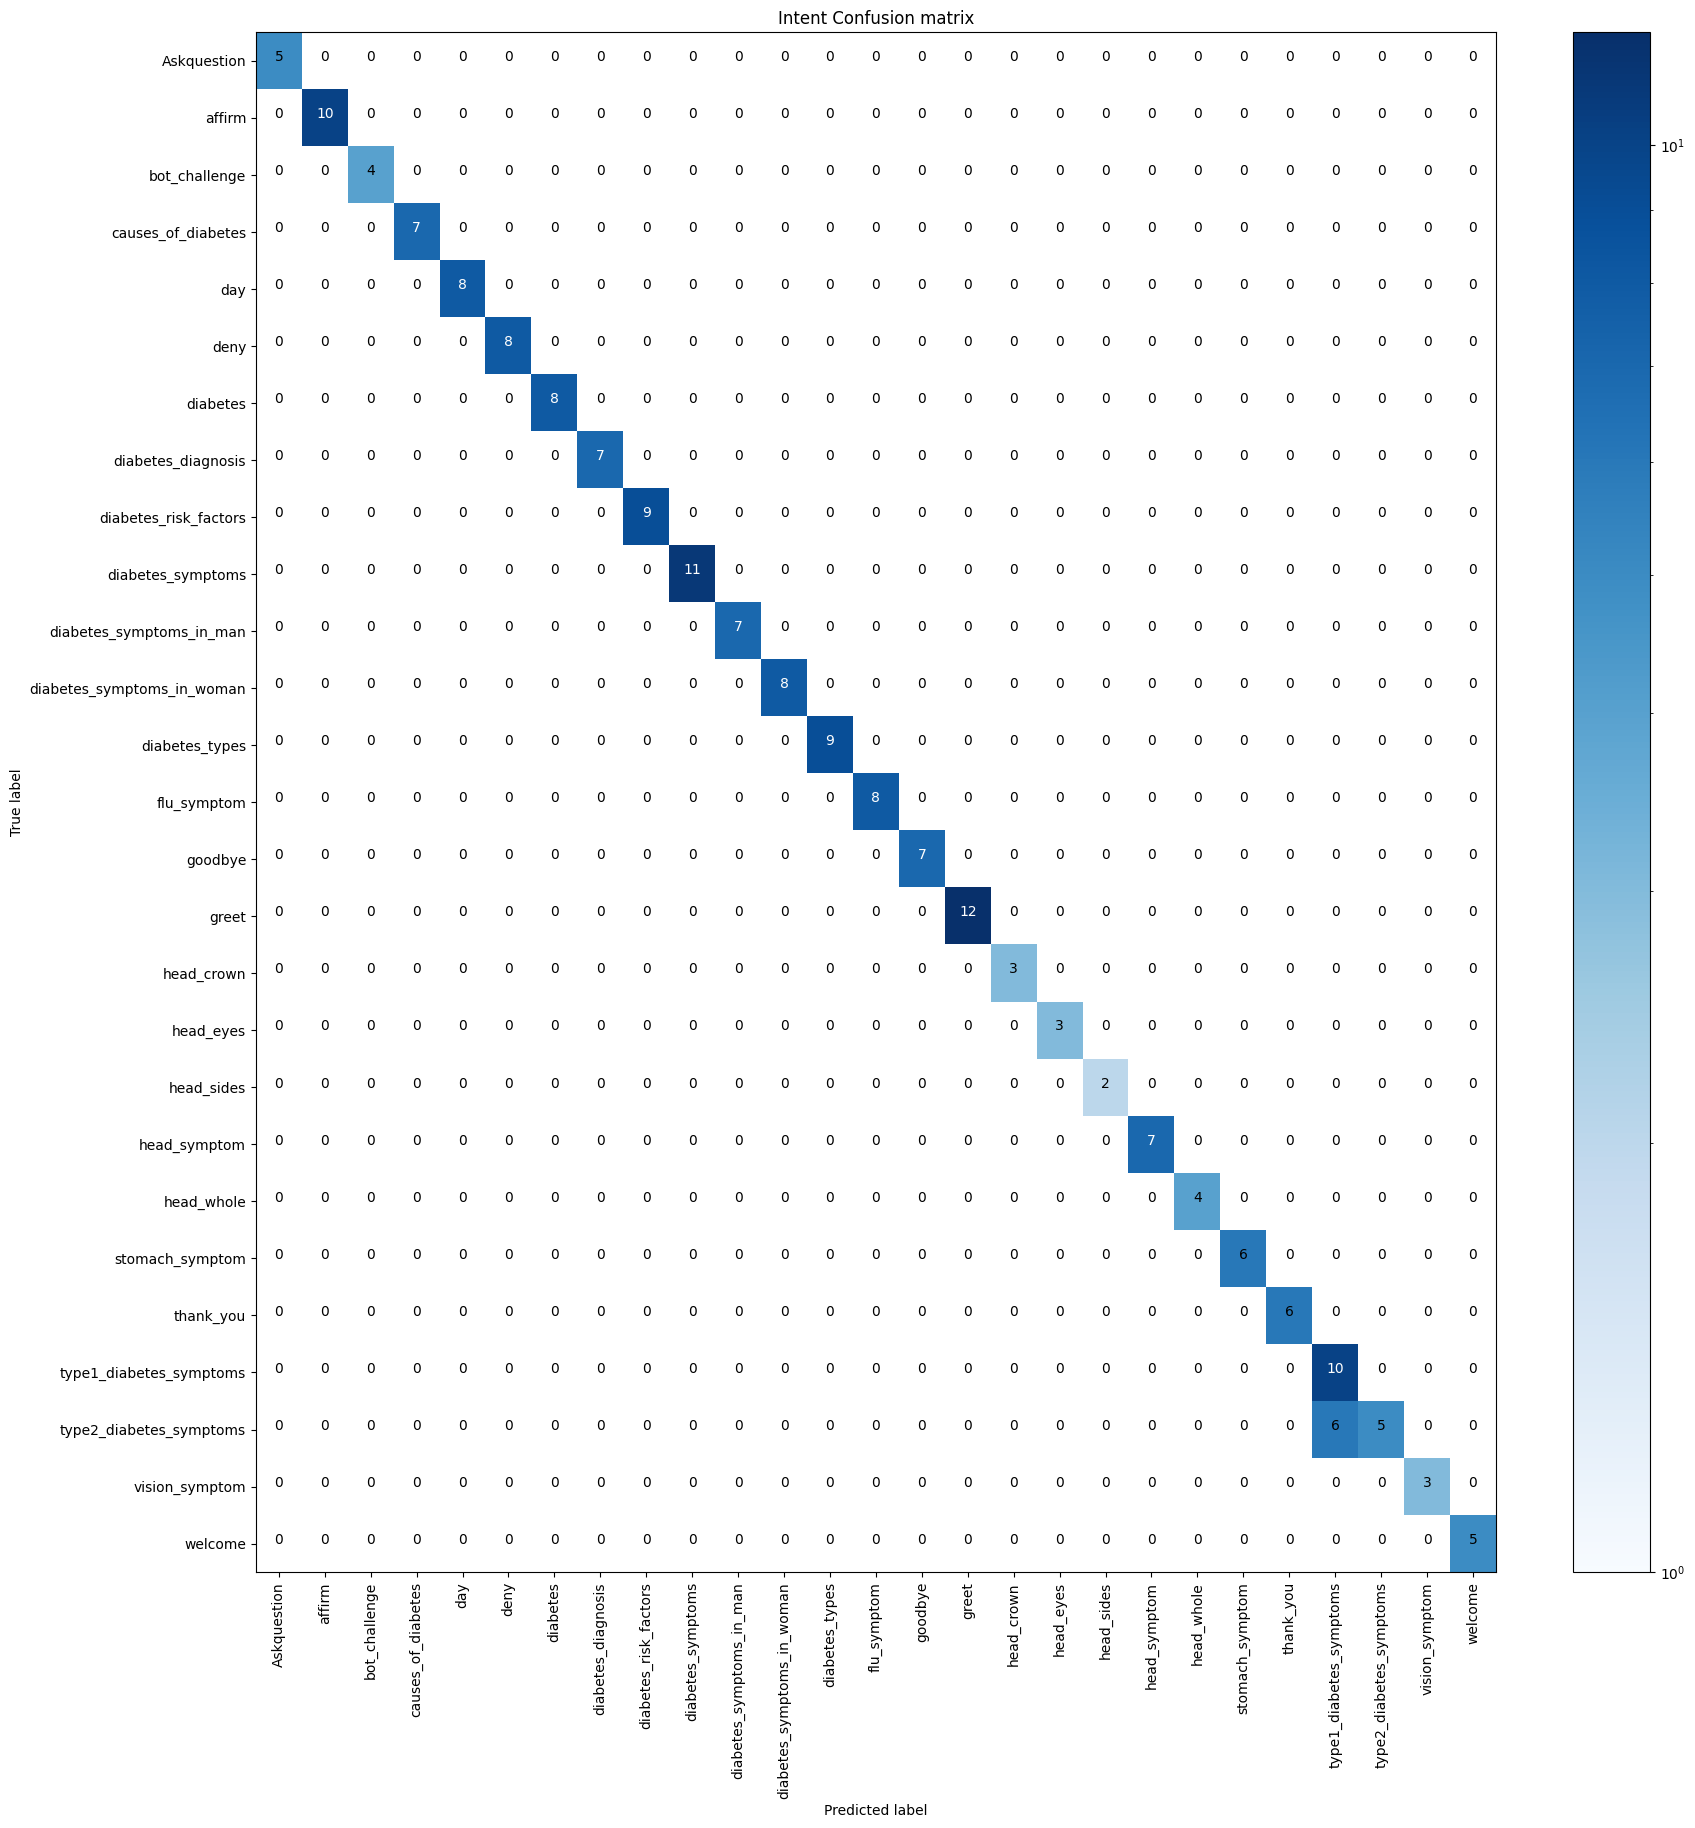 Intent Confusion matrix
Askquestion 5 0 0 0 0 0 0 0 0 0 0 0 0 0 0 0 0 0 0 0 0 0 0 0 0 0 0
affirm 0 10 0 0 0 0 0 0 0 0 0 0 0 0 0 0 0 0 0 0 0 0 0 0 0 0 0
bot_challenge 0 0 4 0 0 0 0 0 0 0 0 0 0 0 0 0 0 0 0 0 0 0 0 0 0 0 0
causes_of_diabetes 0 0 0 7 0 0 0 0 0 0 0 0 0 0 0 0 0 0 0 0 0 0 0 0 0 0 0
day 0 0 0 0 8 0 0 0 0 0 0 0 0 0 0 0 0 0 0 0 0 0 0 0 0 0 0
deny 0 0 0 0 0 8 0 0 0 0 0 0 0 0 0 0 0 0 0 0 0 0 0 0 0 0 0
diabetes 0 0 0 0 0 0 8 0 0 0 0 0 0 0 0 0 0 0 0 0 0 0 0 0 0 0 0
diabetes_diagnosis 0 0 0 0 0 0 0 7 0 0 0 0 0 0 0 0 0 0 0 0 0 0 0 0 0 0 0
diabetes_risk_factors 0 0 0 0 0 0 0 0 9 0 0 0 0 0 0 0 0 0 0 0 0 0 0 0 0 0 0
diabetes_symptoms 0 0 0 0 0 0 0 0 0 11 0 0 0 0 0 0 0 0 0 0 0 0 0 0 0 0 0
diabetes_symptoms_in_man 0 0 0 0 0 0 0 0 0 0 7 0 0 0 0 0 0 0 0 0 0 0 0 0 0 0 0
diabetes_symptoms_in_woman 0 0 0 0 0 0 0 0 0 0 0 8 0 0 0 0 0 0 0 0 0 0 0 0 0 0 0
diabetes_types 0 0 0 0 0 0 0 0 0 0 0 0 9 0 0 0 0 0 0 0 0 0 0 0 0 0 0
flu_symptom 0 0 0 0 0 0 0 0 0 0 0 0 0 8 0 0 0 0 0 0 0 0 0 0 0 0 0
goodbye 0 0 0 0 0 0 0 0 0 0 0 0 0 0 7 0 0 0 0 0 0 0 0 0 0 0 0
greet 0 0 0 0 0 0 0 0 0 0 0 0 0 0 0 12 0 0 0 0 0 0 0 0 0 0 0
head_crown 0 0 0 0 0 0 0 0 0 0 0 0 0 0 0 0 3 0 0 0 0 0 0 0 0 0 0
head_eyes 0 0 0 0 0 0 0 0 0 0 0 0 0 0 0 0 0 3 0 0 0 0 0 0 0 0 0
head_sides 0 0 0 0 0 0 0 0 0 0 0 0 0 0 0 0 0 0 2 0 0 0 0 0 0 0 0
head_symptom 0 0 0 0 0 0 0 0 0 0 0 0 0 0 0 0 0 0 0 7 0 0 0 0 0 0 0
head_whole 0 0 0 0 0 0 0 0 0 0 0 0 0 0 0 0 0 0 0 0 4 0 0 0 0 0 0
stomach_symptom 0 0 0 0 0 0 0 0 0 0 0 0 0 0 0 0 0 0 0 0 0 6 0 0 0 0 0
thank_you 0 0 0 0 0 0 0 0 0 0 0 0 0 0 0 0 0 0 0 0 0 0 6 0 0 0 0
type1_diabetes_symptoms 0 0 0 0 0 0 0 0 0 0 0 0 0 0 0 0 0 0 0 0 0 0 0 10 0 0 0
type2_diabetes_symptoms 0 0 0 0 0 0 0 0 0 0 0 0 0 0 0 0 0 0 0 0 0 0 0 6 5 0 0
vision_symptom 0 0 0 0 0 0 0 0 0 0 0 0 0 0 0 0 0 0 0 0 0 0 0 0 0 3 0
welcome 0 0 0 0 0 0 0 0 0 0 0 0 0 0 0 0 0 0 0 0 0 0 0 0 0 0 5
True label
Askquestion
affirm
bot_challenge
causes_of_diabetes
day
deny
diabetes
diabetes_diagnosis
diabetes_risk_factors
diabetes_symptoms
diabetes_symptoms_in_man
diabetes_symptoms_in_woman
diabetes_types
flu_symptom
goodbye
greet
head_crown
head_eyes
head_sides
head_symptom
head_whole
stomach_symptom
thank_you
type1_diabetes_symptoms
type2_diabetes_symptoms
vision_symptom
welcome
Predicted label
10¹
10⁰